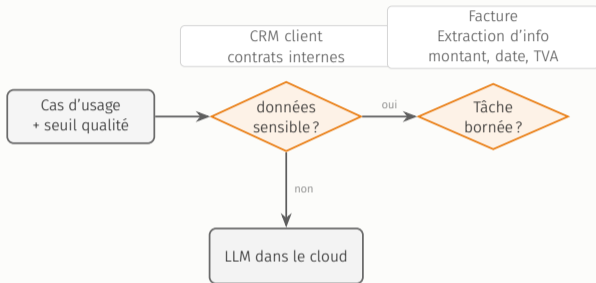 CRM client
contrats internes
Facture
Extraction d’info
montant, date, TVA
Cas d’usage
+ seuil qualité
données
sensible ?
oui
Tâche
bornée ?
non
LLM dans le cloud